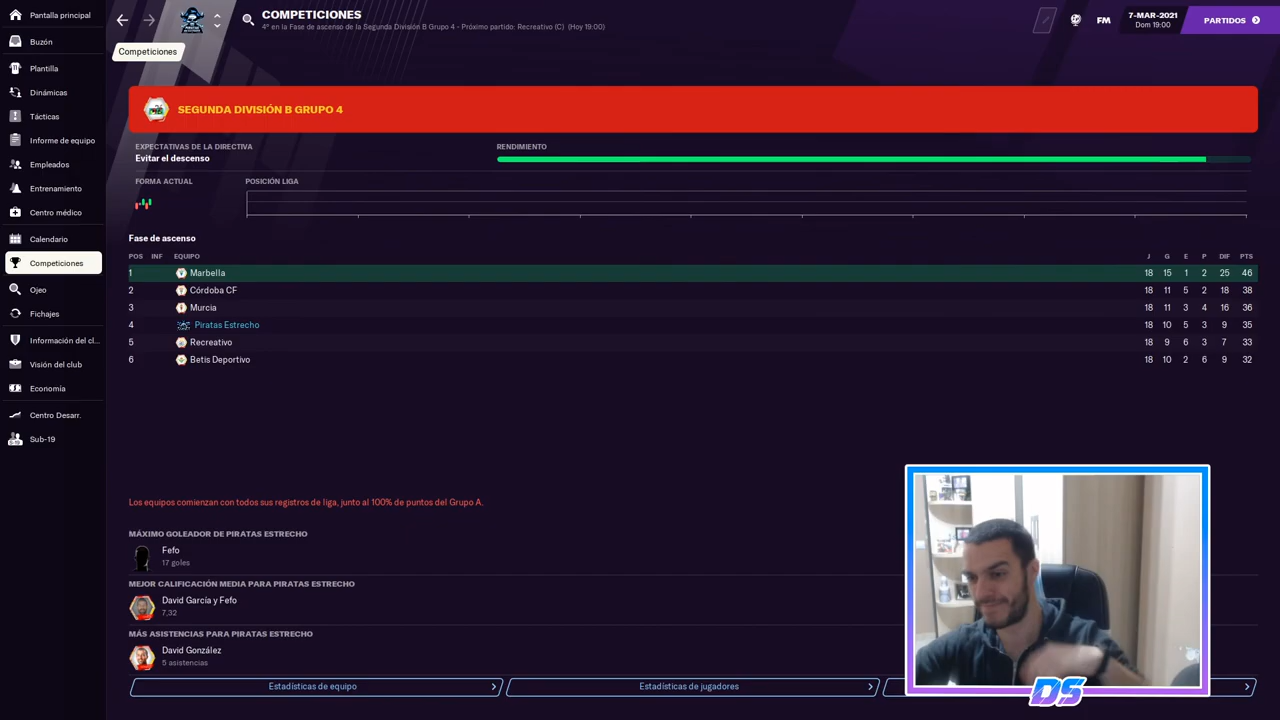 Pantalla principal
Buzón
Plantilla
Dinámicas
Tácticas
Informe de equipo
Empleados
Entrenamiento
Centro médico
Calendario
Competiciones
Ojeo
Fichajes
Información del cl...
Visión del club
Economía
Centro Desarr.
Sub-19
COMPETICIONES
4º en la Fase de ascenso de la Segunda División B Grupo 4 - Próximo partido: Recreativo (C) (Hoy 19:00)
FM
7-MAR-2021
Dom 19:00
PARTIDOS
Competiciones
SEGUNDA DIVISIÓN B GRUPO 4
EXPECTATIVAS DE LA DIRECTIVA
Evitar el descenso
RENDIMIENTO
FORMA ACTUAL
POSICIÓN LIGA
Fase de ascenso
POS INF EQUIPO J G E P DIF PTS
1 Marbella 18 15 1 2 25 46
2 Córdoba CF 18 11 5 2 18 38
3 Murcia 18 11 3 4 16 36
4 Piratas Estrecho 18 10 5 3 9 35
5 Recreativo 18 9 6 3 7 33
6 Betis Deportivo 18 10 2 6 9 32
Los equipos comienzan con todos sus registros de liga, junto al 100% de puntos del Grupo A.
MÁXIMO GOLEADOR DE PIRATAS ESTRECHO
Fefo
17 goles
MEJOR CALIFICACIÓN MEDIA PARA PIRATAS ESTRECHO
David García y Fefo
7,32
MÁS ASISTENCIAS PARA PIRATAS ESTRECHO
David González
5 asistencias
Estadísticas de equipo
Estadísticas de jugadores
DS